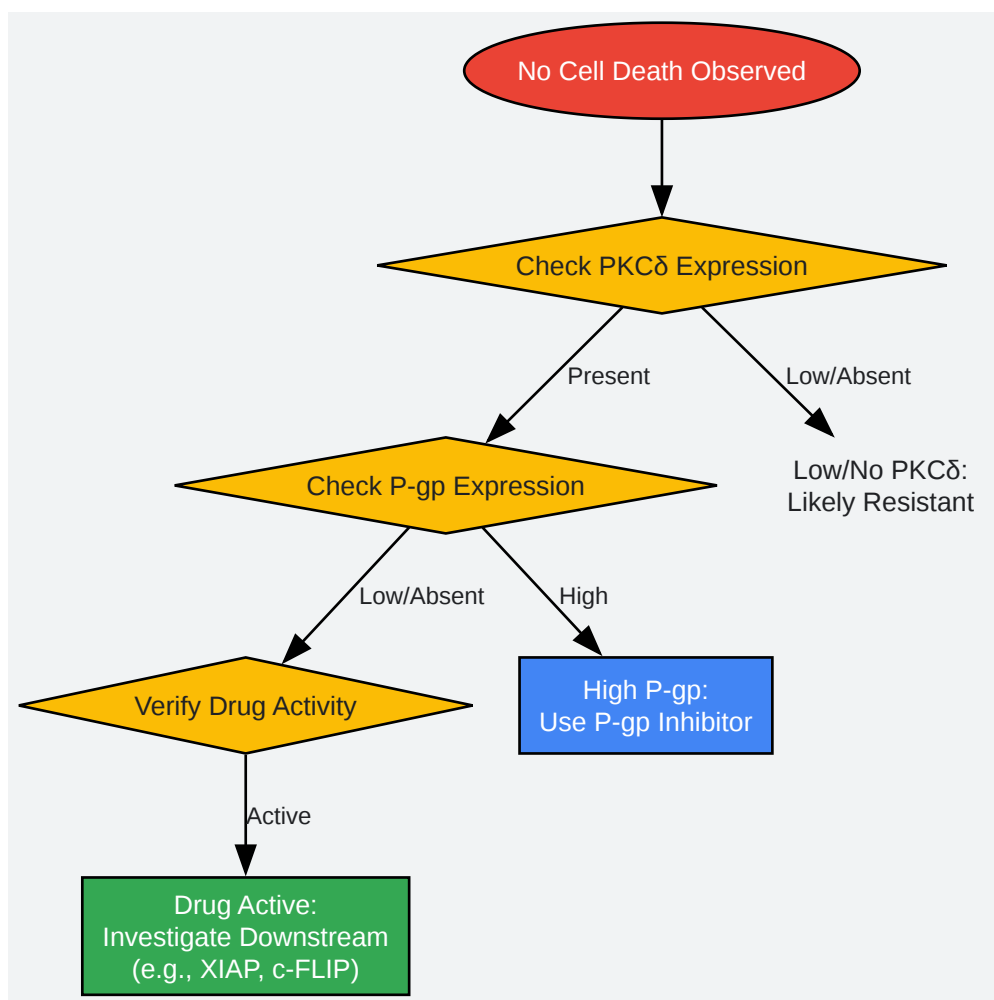 No Cell Death Observed
Check PKCδ Expression
Present
Low/Absent
Check P-gp Expression
Low/No PKCδ:
Likely Resistant
Low/Absent
High
Verify Drug Activity
High P-gp:
Use P-gp Inhibitor
Active
Drug Active:
Investigate Downstream
(e.g., XIAP, c-FLIP)